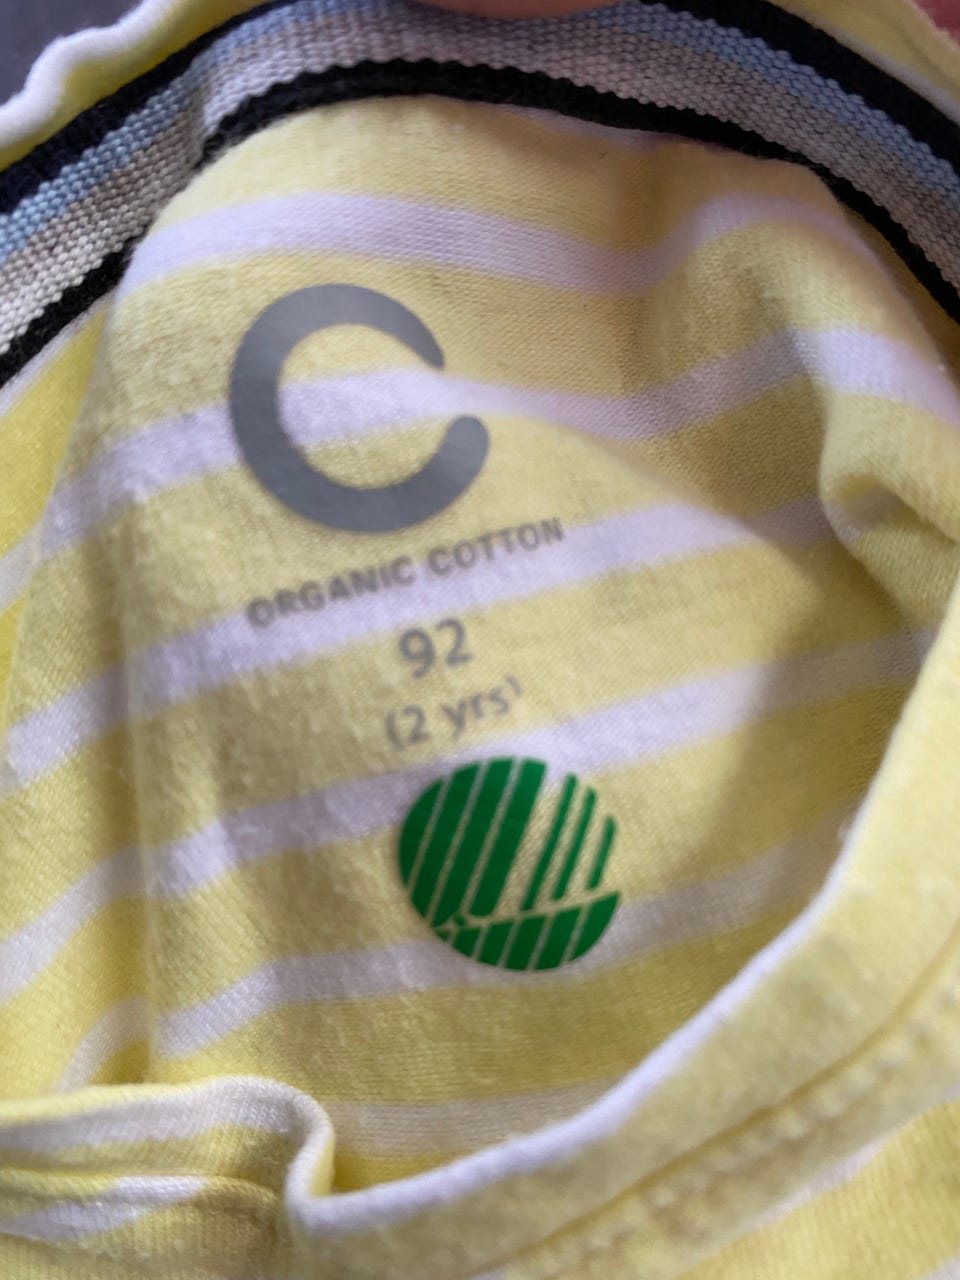 C
ORGANIC COTTON
92
(2 yrs)